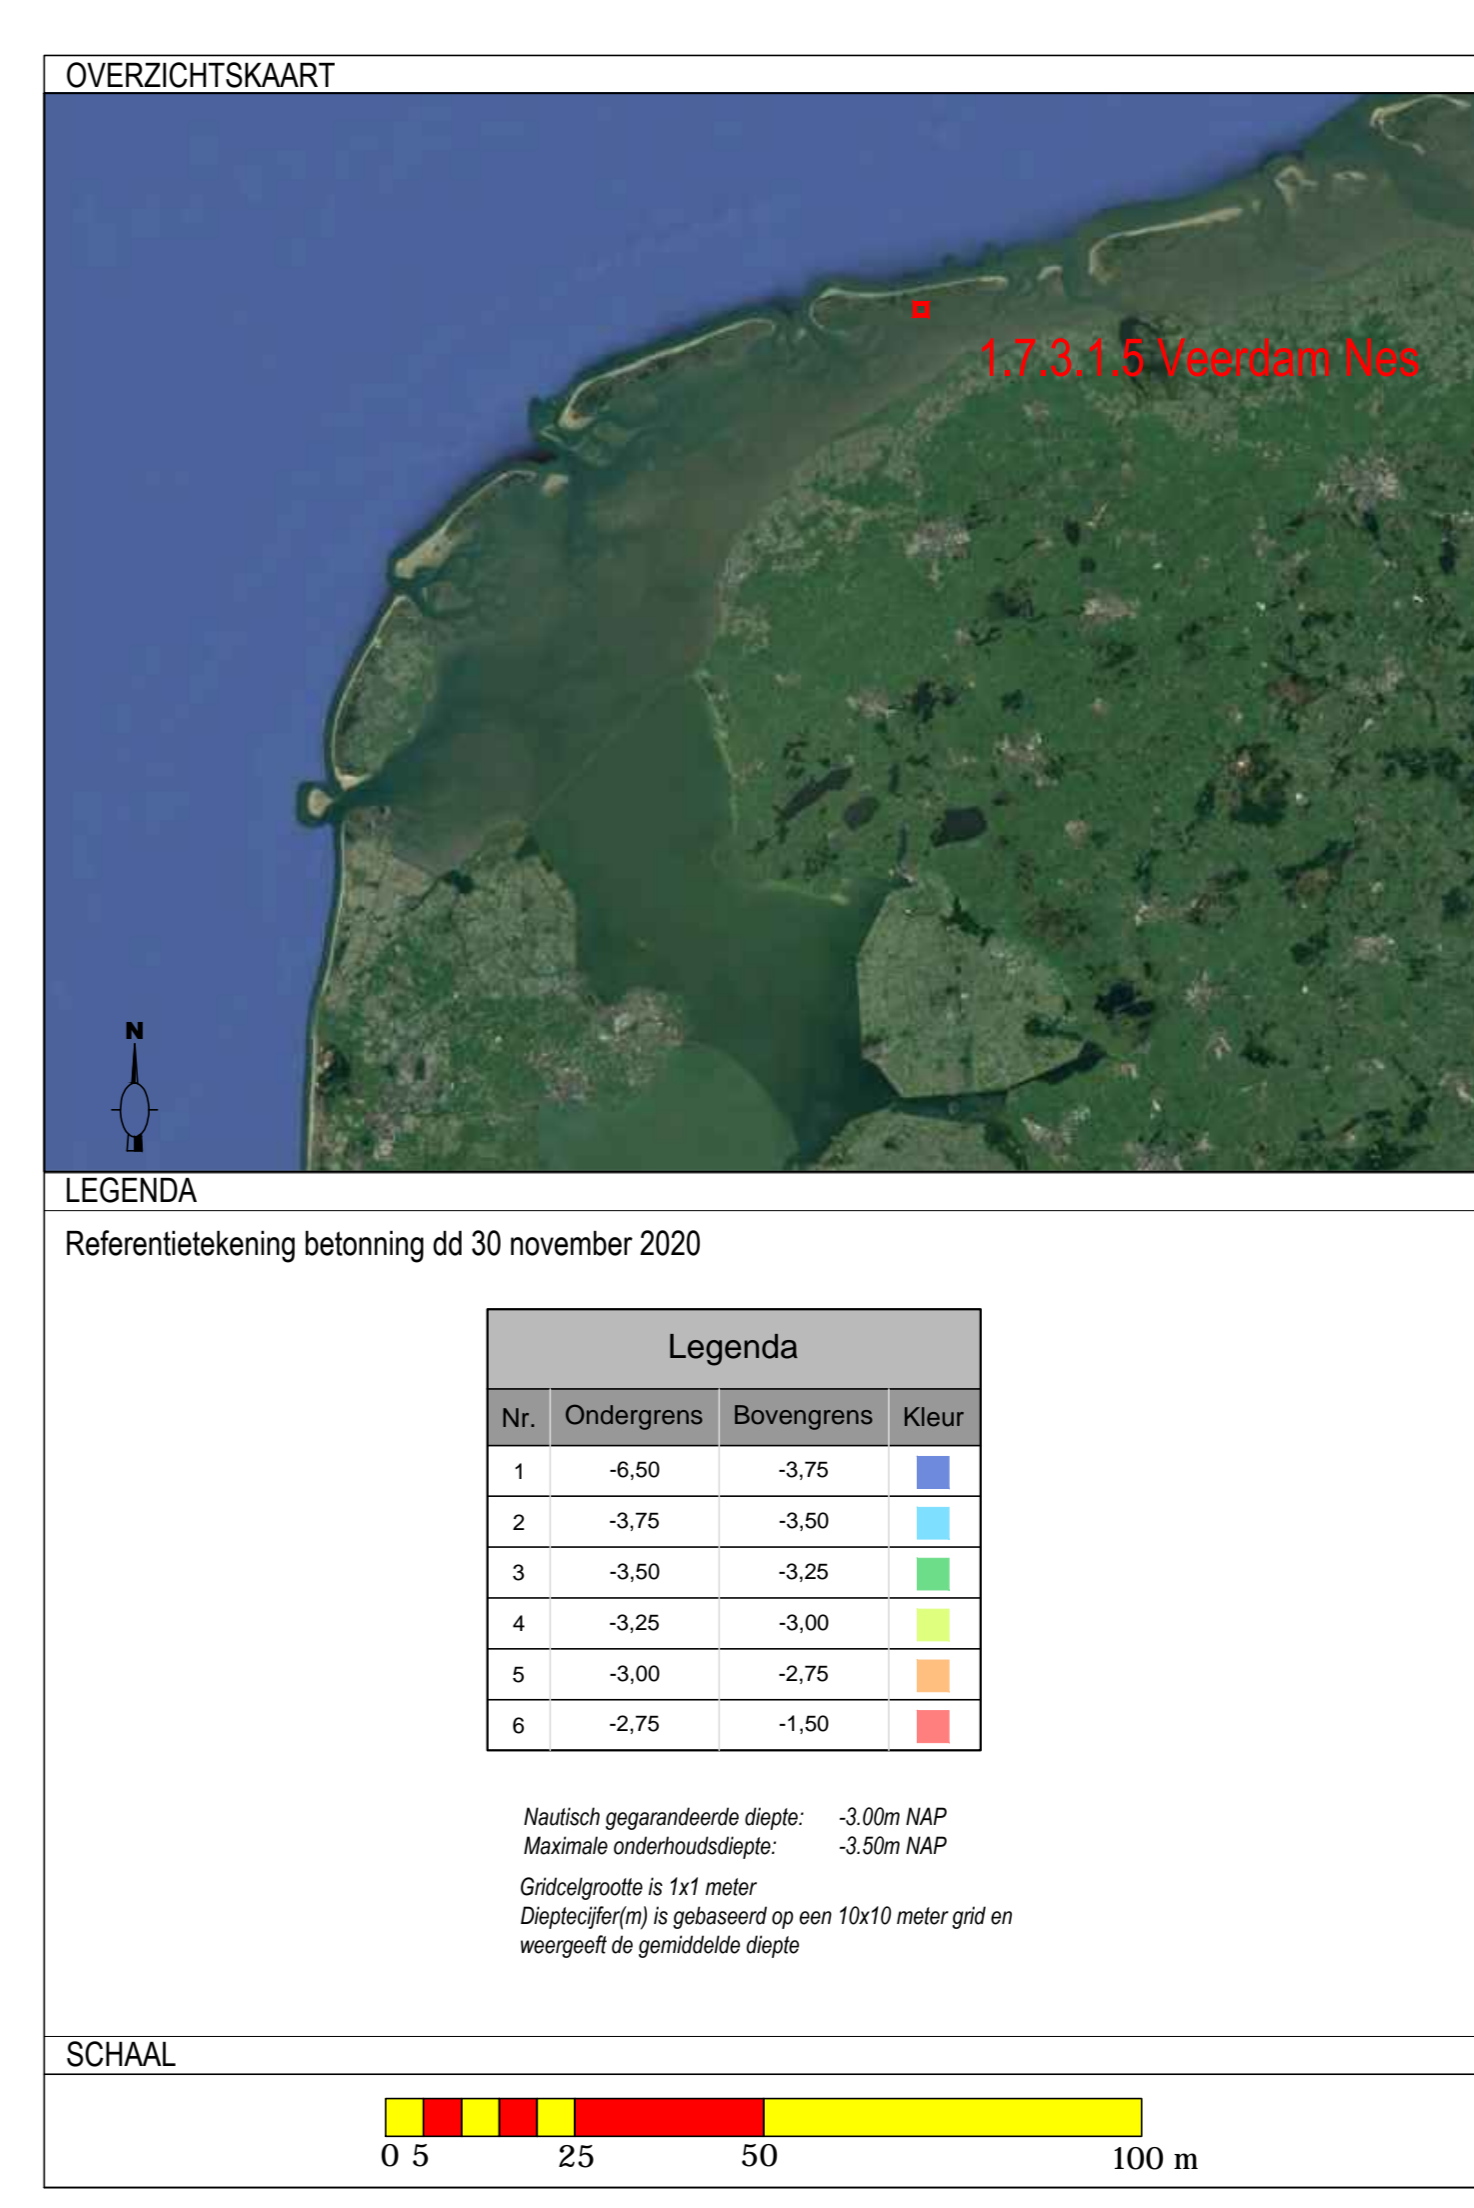 OVERZICHTSKAART
1.7.3.1.5 Veerdam Nes
N
LEGENDA
Referentietekening betonning dd 30 november 2020
Legenda
Nr. Ondergrens Bovengrens Kleur
1 -6,50 -3,75
2 -3,75 -3,50
3 -3,50 -3,25
4 -3,25 -3,00
5 -3,00 -2,75
6 -2,75 -1,50
Nautisch gegarandeerde diepte: -3.00m NAP
Maximale onderhoudsdiepte: -3.50m NAP
Gridcelgrootte is 1x1 meter
Dieptecijfer(m) is gebaseerd op een 10x10 meter grid en
weergeeft de gemiddelde diepte
SCHAAL
0 5 25 50 100 m